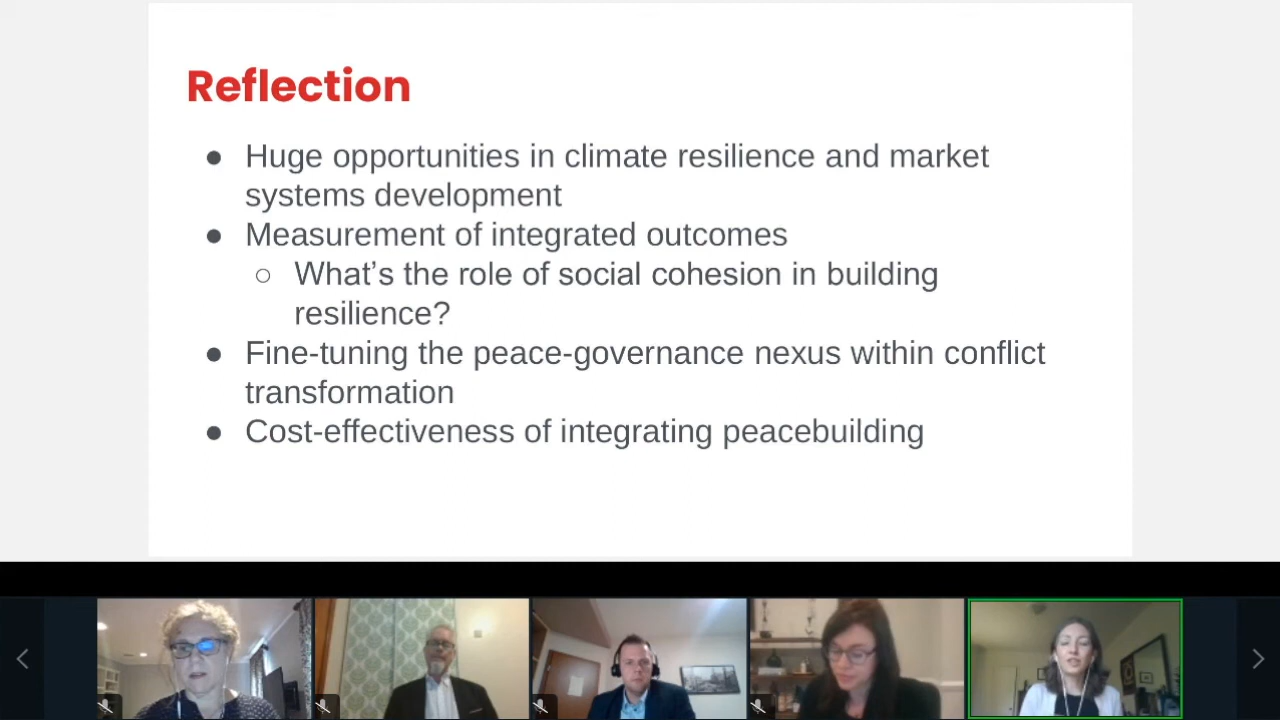 Reflection
● Huge opportunities in climate resilience and market
systems development
● Measurement of integrated outcomes
○ What's the role of social cohesion in building
resilience?
● Fine-tuning the peace-governance nexus within conflict
transformation
● Cost-effectiveness of integrating peacebuilding